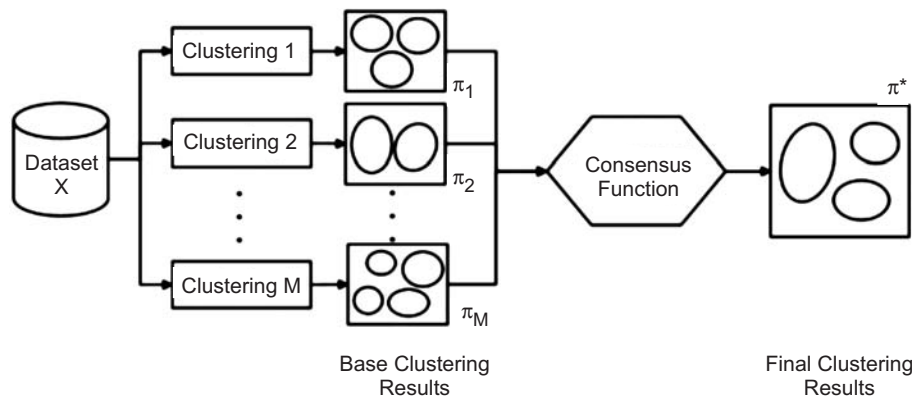 Dataset
X
Clustering 1
π1
Clustering 2
π2
Clustering M
πM
Base Clustering
Results
Consensus
Function
π*
Final Clustering
Results